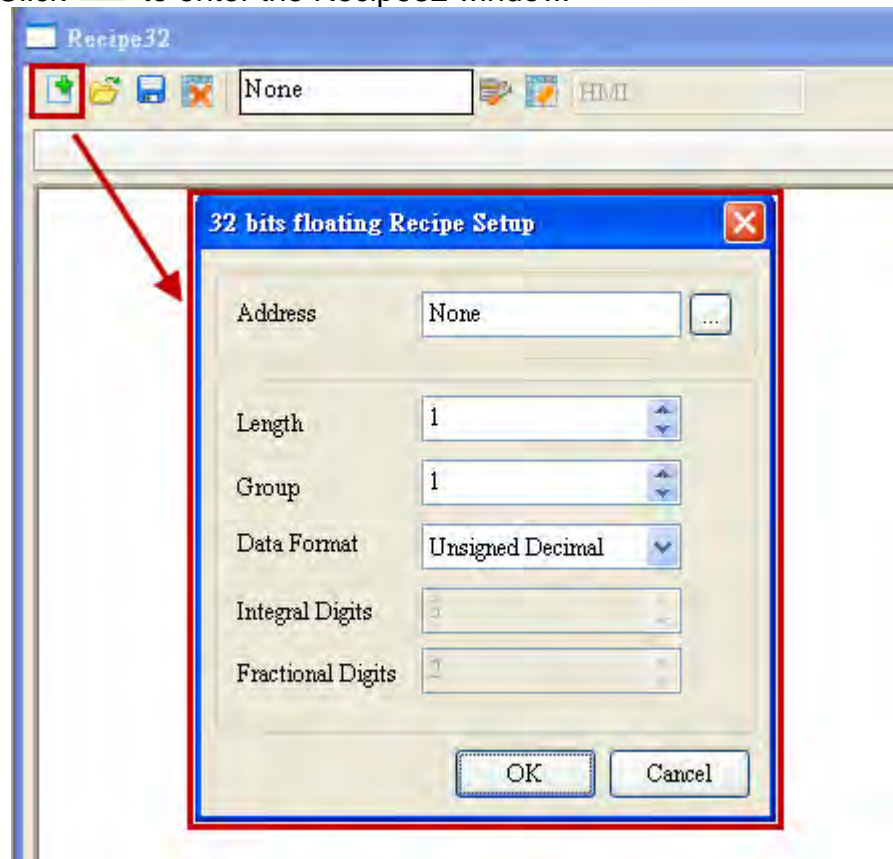 Recipe32
None HMI
32 bits floating Recipe Setup
Address None ...
Length 1
Group 1
Data Format Unsigned Decimal
Integral Digits
Fractional Digits 2
OK Cancel